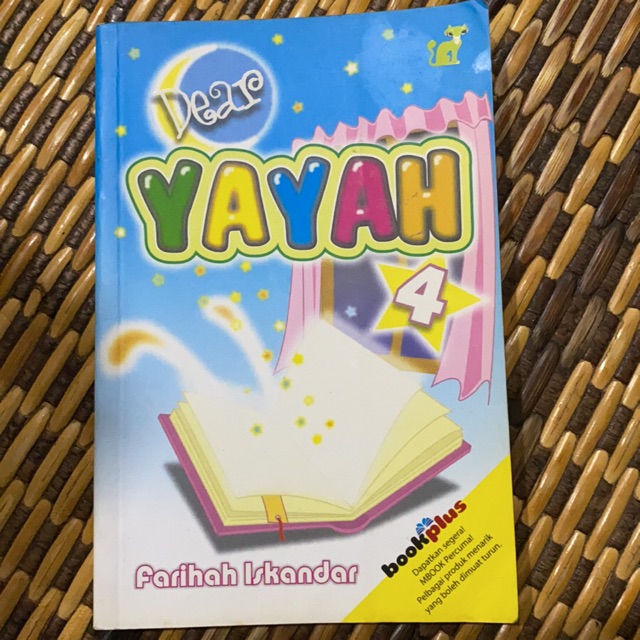 Dear
YAYAH
4
bookplus
Dapatkan segera!
MBOOK Percuma!
Pelbagai produk menarik
yang boleh dimuat turun.
Farihah Iskandar